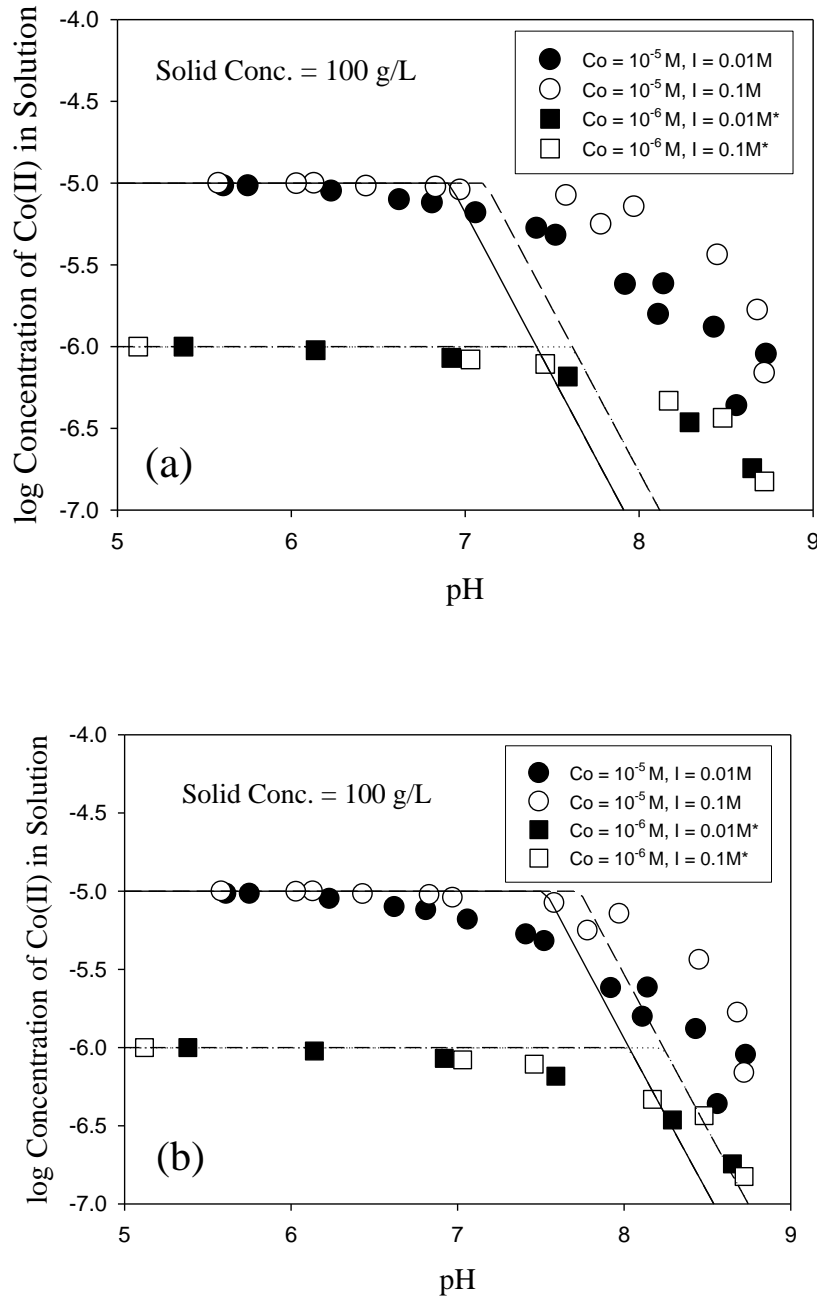 -4.0
Solid Conc. = 100 g/L
Co = 10⁻⁵ M, I = 0.01M
Co = 10⁻⁵ M, I = 0.1M
Co = 10⁻⁶ M, I = 0.01M*
Co = 10⁻⁶ M, I = 0.1M*
-4.5
-5.0
-5.5
-6.0
-6.5
-7.0
log Concentration of Co(II) in Solution
(a)
5 6 7 8 9
pH
-4.0
Solid Conc. = 100 g/L
Co = 10⁻⁵ M, I = 0.01M
Co = 10⁻⁵ M, I = 0.1M
Co = 10⁻⁶ M, I = 0.01M*
Co = 10⁻⁶ M, I = 0.1M*
-4.5
-5.0
-5.5
-6.0
-6.5
-7.0
log Concentration of Co(II) in Solution
(b)
5 6 7 8 9
pH